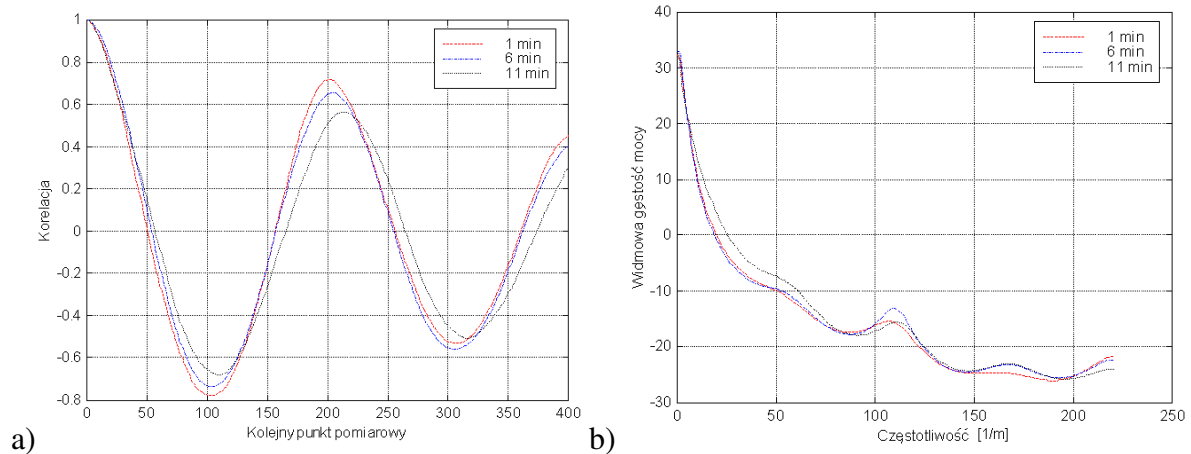 1
0.8
0.6
0.4
0.2
0
-0.2
-0.4
-0.6
-0.8
0 50 100 150 200 250 300 350 400
Korelacja
Kolejny punkt pomiarowy
1 min
6 min
11 min
a)
40
30
20
10
0
-10
-20
-30
0 50 100 150 200 250
Widmowa gęstość mocy
Częstotliwość [1/m]
1 min
6 min
11 min
b)